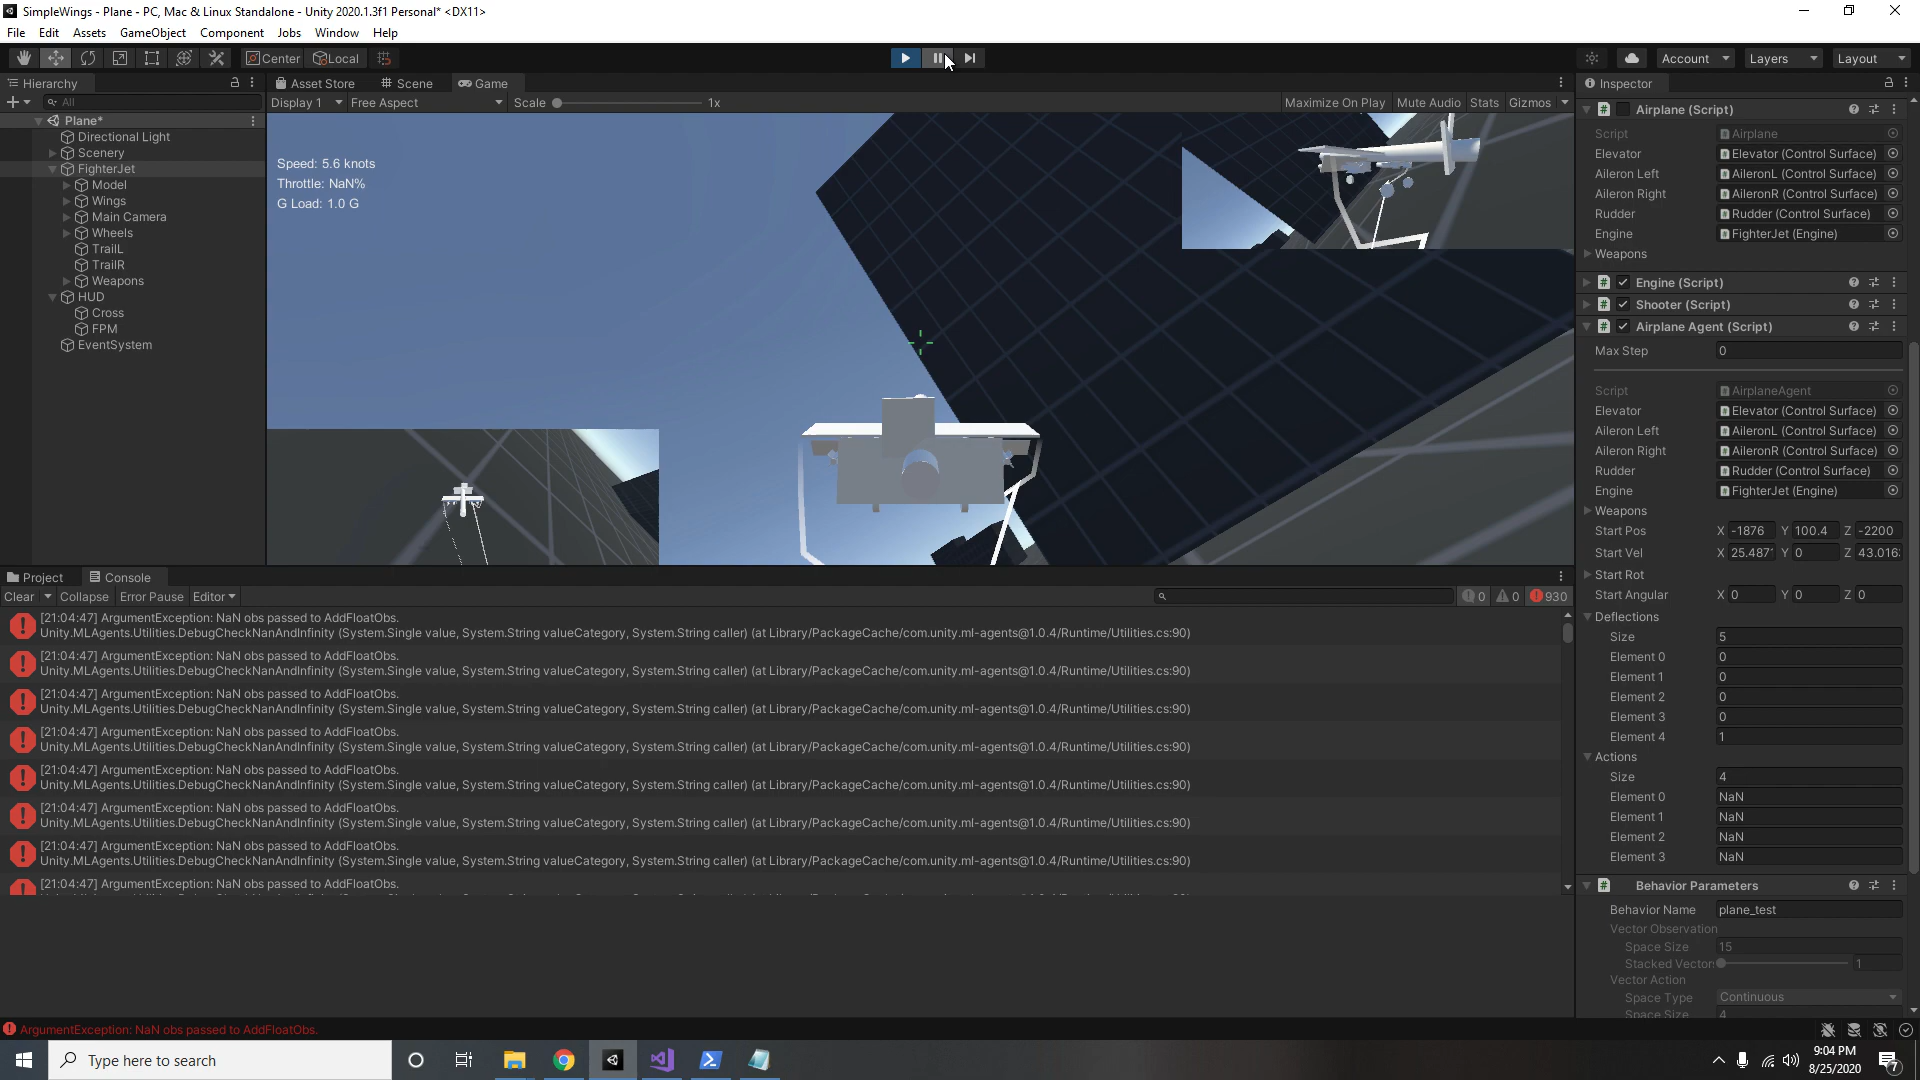 SimpleWings - Plane - PC, Mac & Linux Standalone - Unity 2020.1.3f1 Personal* <DX11>
File Edit Assets GameObject Component Jobs Window Help
Center Local Account Layers Layout
Hierarchy Asset Store Scene Game Inspector
All Display 1 Free Aspect Scale 1x Maximize On Play Mute Audio Stats Gizmos
Plane*
Directional Light
Scenery
FighterJet
Model
Wings
Main Camera
Wheels
TrailL
TrailR
Weapons
HUD
Cross
FPM
EventSystem
Speed: 5.6 knots
Throttle: NaN%
G Load: 1.0 G
Airplane (Script)
Script Airplane
Elevator Elevator (Control Surface)
Aileron Left AileronL (Control Surface)
Aileron Right AileronR (Control Surface)
Rudder Rudder (Control Surface)
Engine FighterJet (Engine)
Weapons
Engine (Script)
Shooter (Script)
Airplane Agent (Script)
Max Step 0
Script AirplaneAgent
Elevator Elevator (Control Surface)
Aileron Left AileronL (Control Surface)
Aileron Right AileronR (Control Surface)
Rudder Rudder (Control Surface)
Engine FighterJet (Engine)
Weapons
Start Pos X -1876 Y 100.4 Z -2200
Start Vel X 25.487 Y 0 Z 43.016
Start Rot
Start Angular X 0 Y 0 Z 0
Deflections
Size 5
Element 0 0
Element 1 0
Element 2 0
Element 3 0
Element 4 1
Actions
Size 4
Element 0 NaN
Element 1 NaN
Element 2 NaN
Element 3 NaN
Behavior Parameters
Behavior Name plane_test
Vector Observation
Space Size 15
Stacked Vector 1
Vector Action
Space Type Continuous
Space Size 4
Project Console
Clear Collapse Error Pause Editor 0 0 930
[21:04:47] ArgumentException: NaN obs passed to AddFloatObs.
Unity.MLAgents.Utilities.DebugCheckNanAndInfinity (System.Single value, System.String valueCategory, System.String caller) (at Library/PackageCache/com.unity.ml-agents@1.0.4/Runtime/Utilities.cs:90)
[21:04:47] ArgumentException: NaN obs passed to AddFloatObs.
Unity.MLAgents.Utilities.DebugCheckNanAndInfinity (System.Single value, System.String valueCategory, System.String caller) (at Library/PackageCache/com.unity.ml-agents@1.0.4/Runtime/Utilities.cs:90)
[21:04:47] ArgumentException: NaN obs passed to AddFloatObs.
Unity.MLAgents.Utilities.DebugCheckNanAndInfinity (System.Single value, System.String valueCategory, System.String caller) (at Library/PackageCache/com.unity.ml-agents@1.0.4/Runtime/Utilities.cs:90)
[21:04:47] ArgumentException: NaN obs passed to AddFloatObs.
Unity.MLAgents.Utilities.DebugCheckNanAndInfinity (System.Single value, System.String valueCategory, System.String caller) (at Library/PackageCache/com.unity.ml-agents@1.0.4/Runtime/Utilities.cs:90)
[21:04:47] ArgumentException: NaN obs passed to AddFloatObs.
Unity.MLAgents.Utilities.DebugCheckNanAndInfinity (System.Single value, System.String valueCategory, System.String caller) (at Library/PackageCache/com.unity.ml-agents@1.0.4/Runtime/Utilities.cs:90)
[21:04:47] ArgumentException: NaN obs passed to AddFloatObs.
Unity.MLAgents.Utilities.DebugCheckNanAndInfinity (System.Single value, System.String valueCategory, System.String caller) (at Library/PackageCache/com.unity.ml-agents@1.0.4/Runtime/Utilities.cs:90)
[21:04:47] ArgumentException: NaN obs passed to AddFloatObs.
Unity.MLAgents.Utilities.DebugCheckNanAndInfinity (System.Single value, System.String valueCategory, System.String caller) (at Library/PackageCache/com.unity.ml-agents@1.0.4/Runtime/Utilities.cs:90)
[21:04:47] ArgumentException: NaN obs passed to AddFloatObs.
ArgumentException: NaN obs passed to AddFloatObs.
Type here to search
9:04 PM
8/25/2020
7